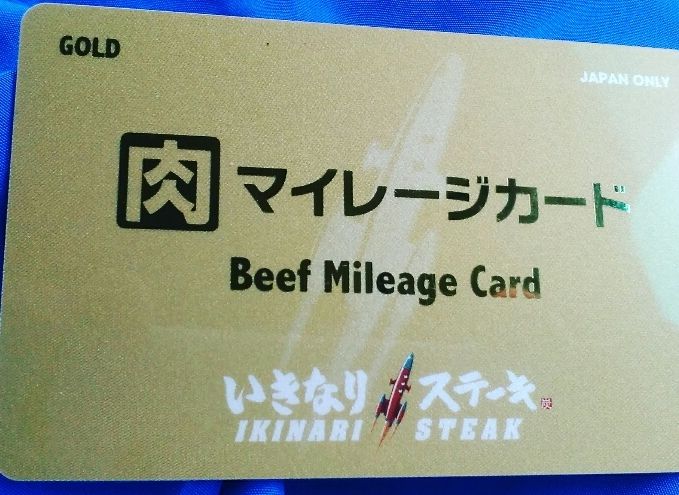 GOLD
JAPAN ONLY
肉マイレージカード
Beef Mileage Card
いきなりステーキ
IKINARI STEAK